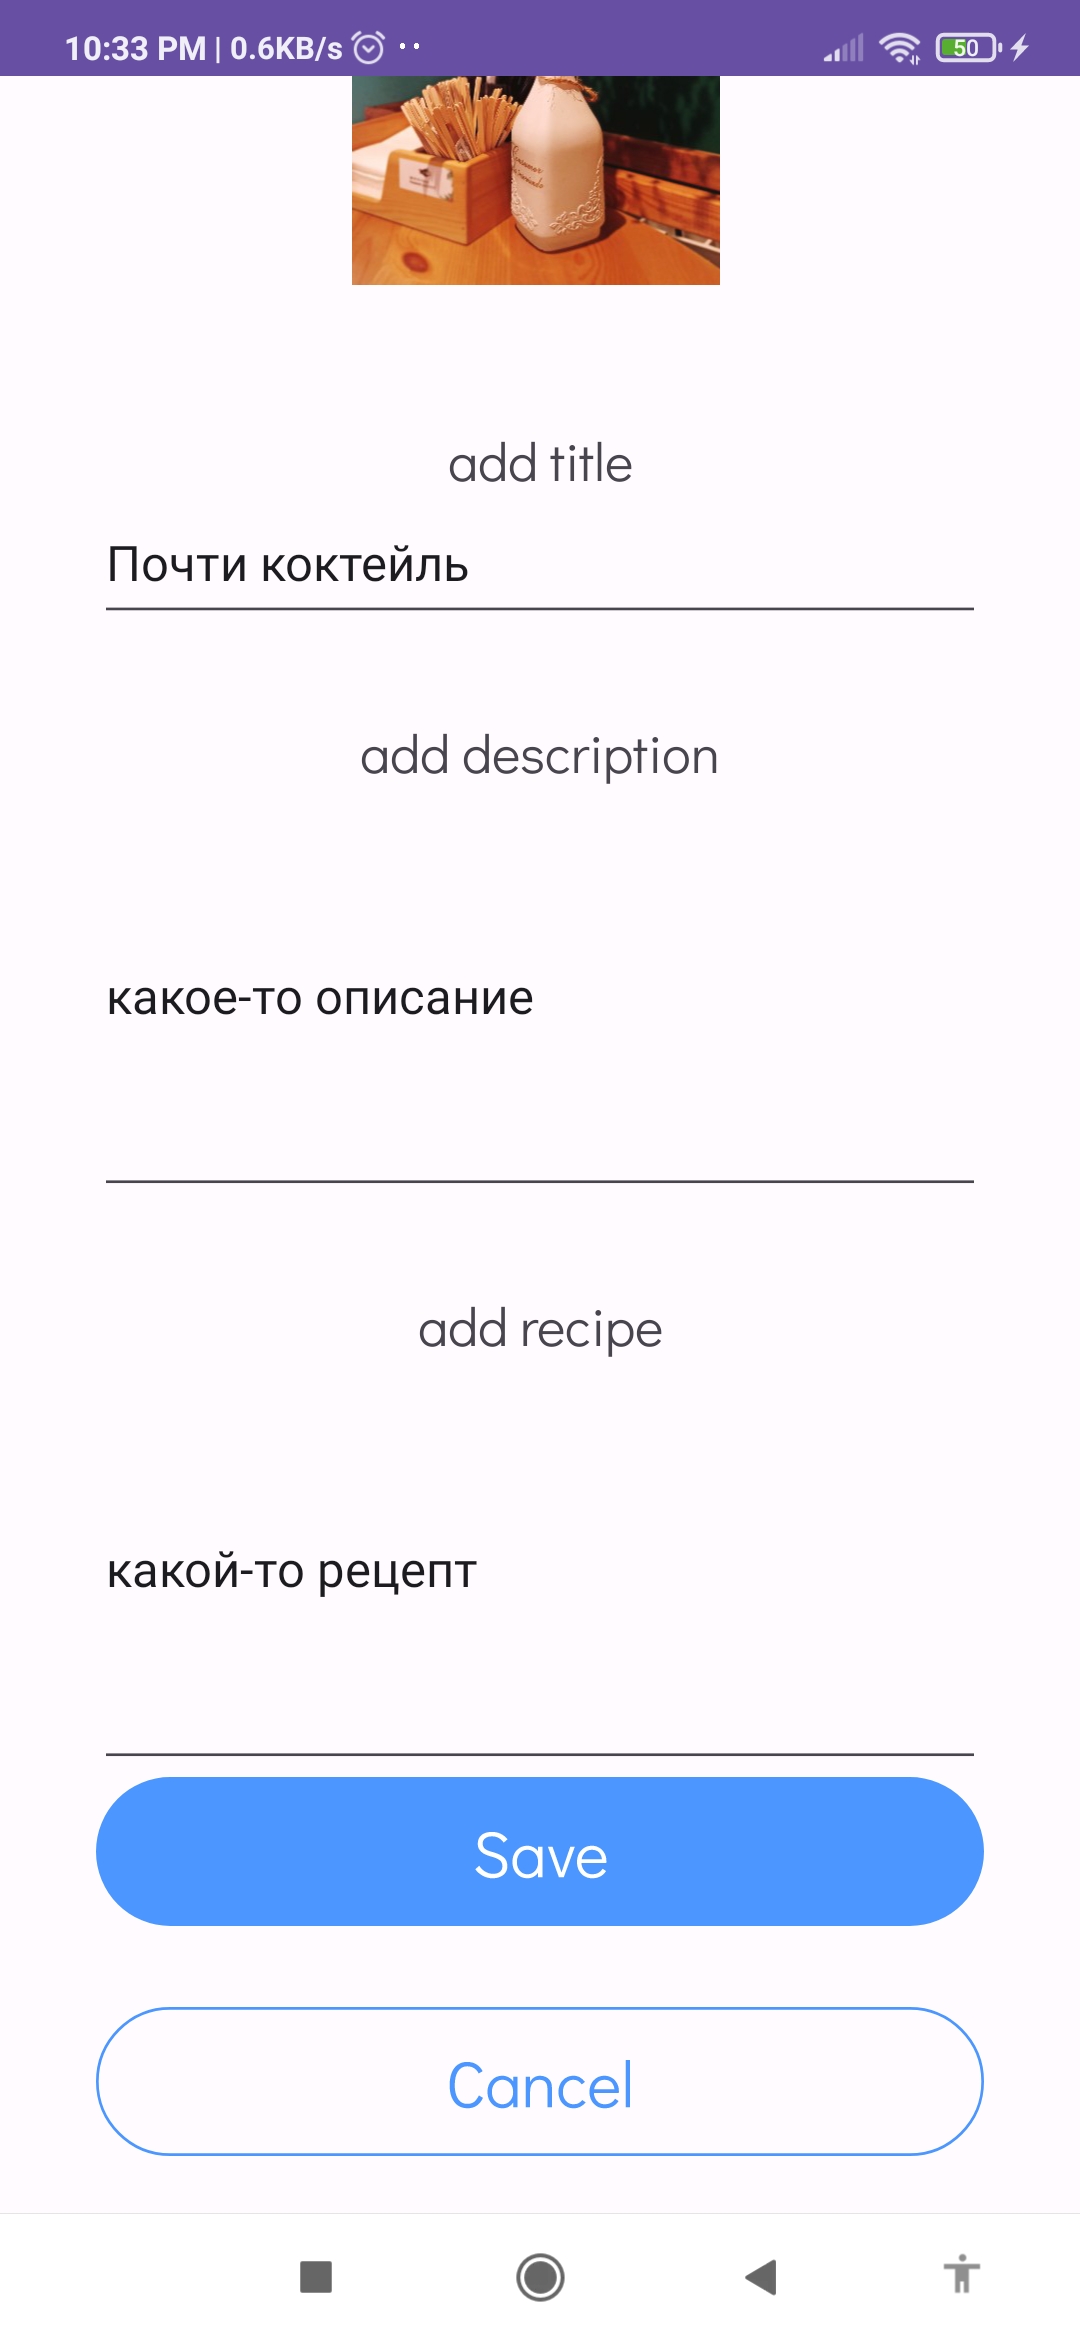 10:33 PM | 0.6KB/s
50
add title
Почти коктейль
add description
какое-то описание
add recipe
какой-то рецепт
Save
Cancel